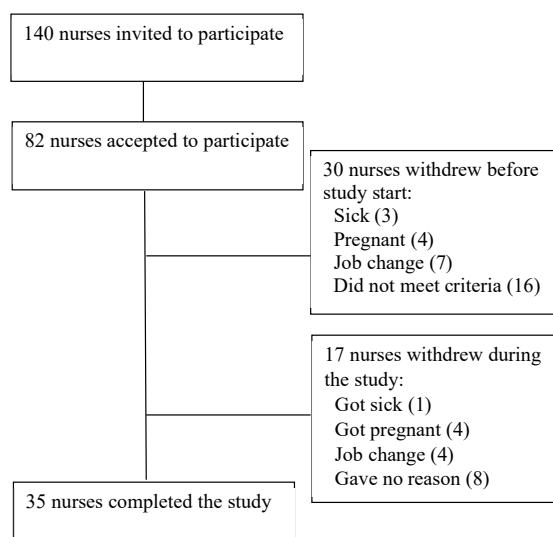 140 nurses invited to participate
82 nurses accepted to participate
30 nurses withdrew before
study start:
Sick (3)
Pregnant (4)
Job change (7)
Did not meet criteria (16)
17 nurses withdrew during
the study:
Got sick (1)
Got pregnant (4)
Job change (4)
Gave no reason (8)
35 nurses completed the study